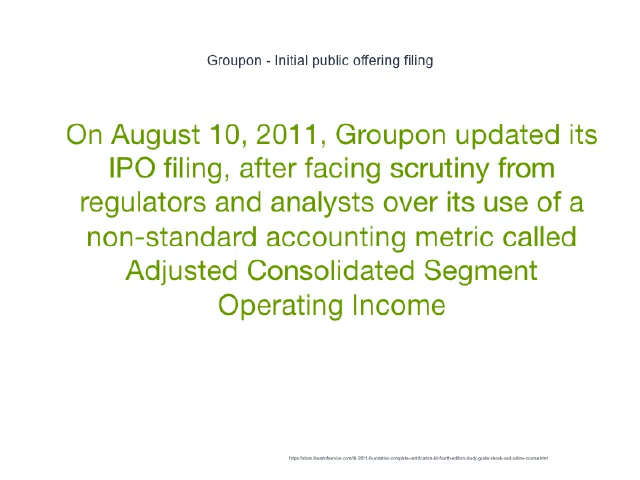 Groupon - Initial public offering filing
On August 10, 2011, Groupon updated its
IPO filing, after facing scrutiny from
regulators and analysts over its use of a
non-standard accounting metric called
Adjusted Consolidated Segment
Operating Income